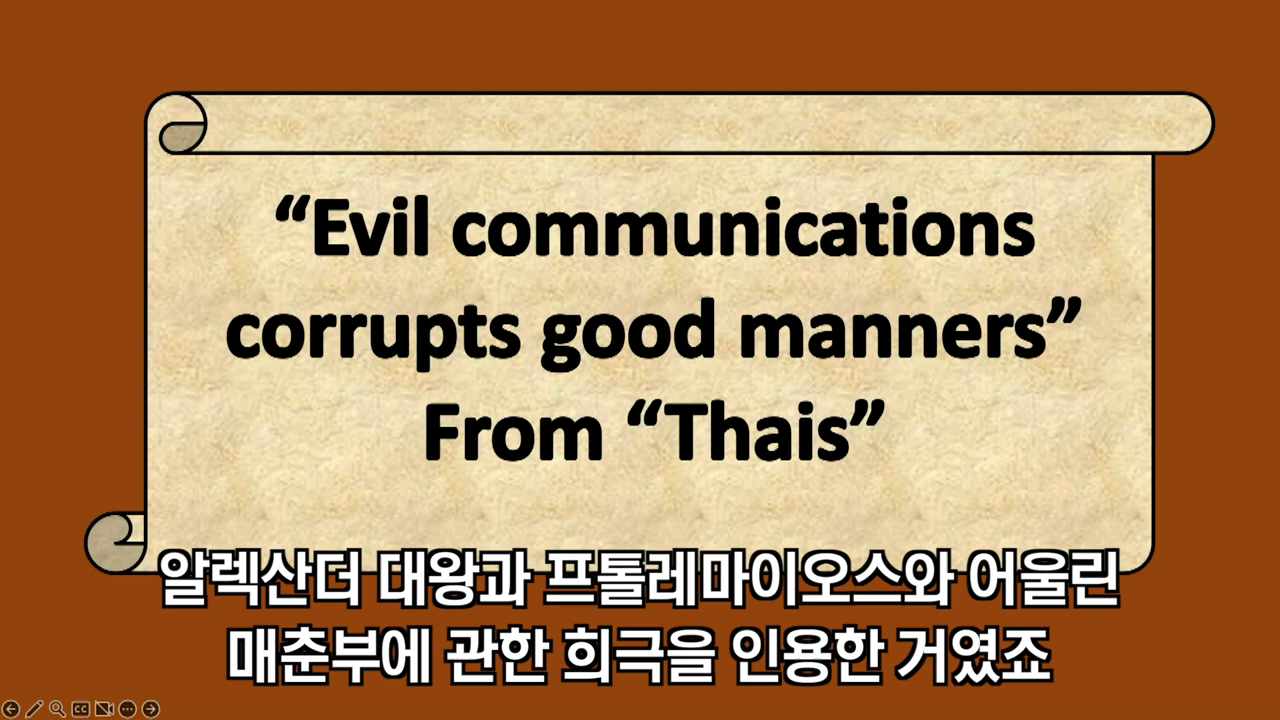 “Evil communications
corrupts good manners”
From “Thais”
알렉산더 대왕과 프톨레마이오스와 어울린
매춘부에 관한 희극을 인용한 거였죠
CC